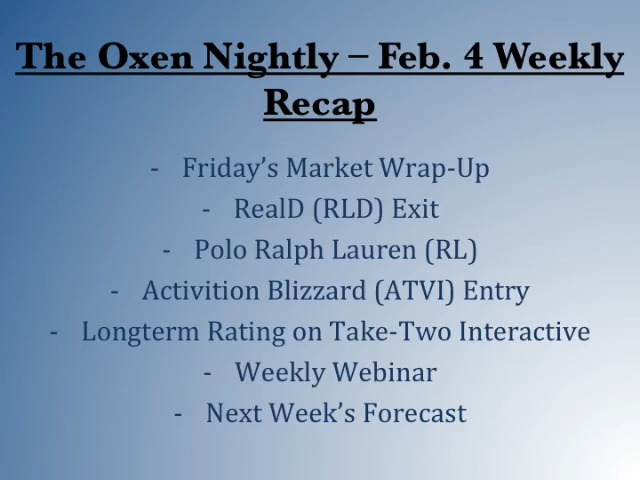 The Oxen Nightly – Feb. 4 Weekly
Recap
- Friday's Market Wrap-Up
- RealD (RLD) Exit
- Polo Ralph Lauren (RL)
- Activition Blizzard (ATVI) Entry
- Longterm Rating on Take-Two Interactive
- Weekly Webinar
- Next Week's Forecast